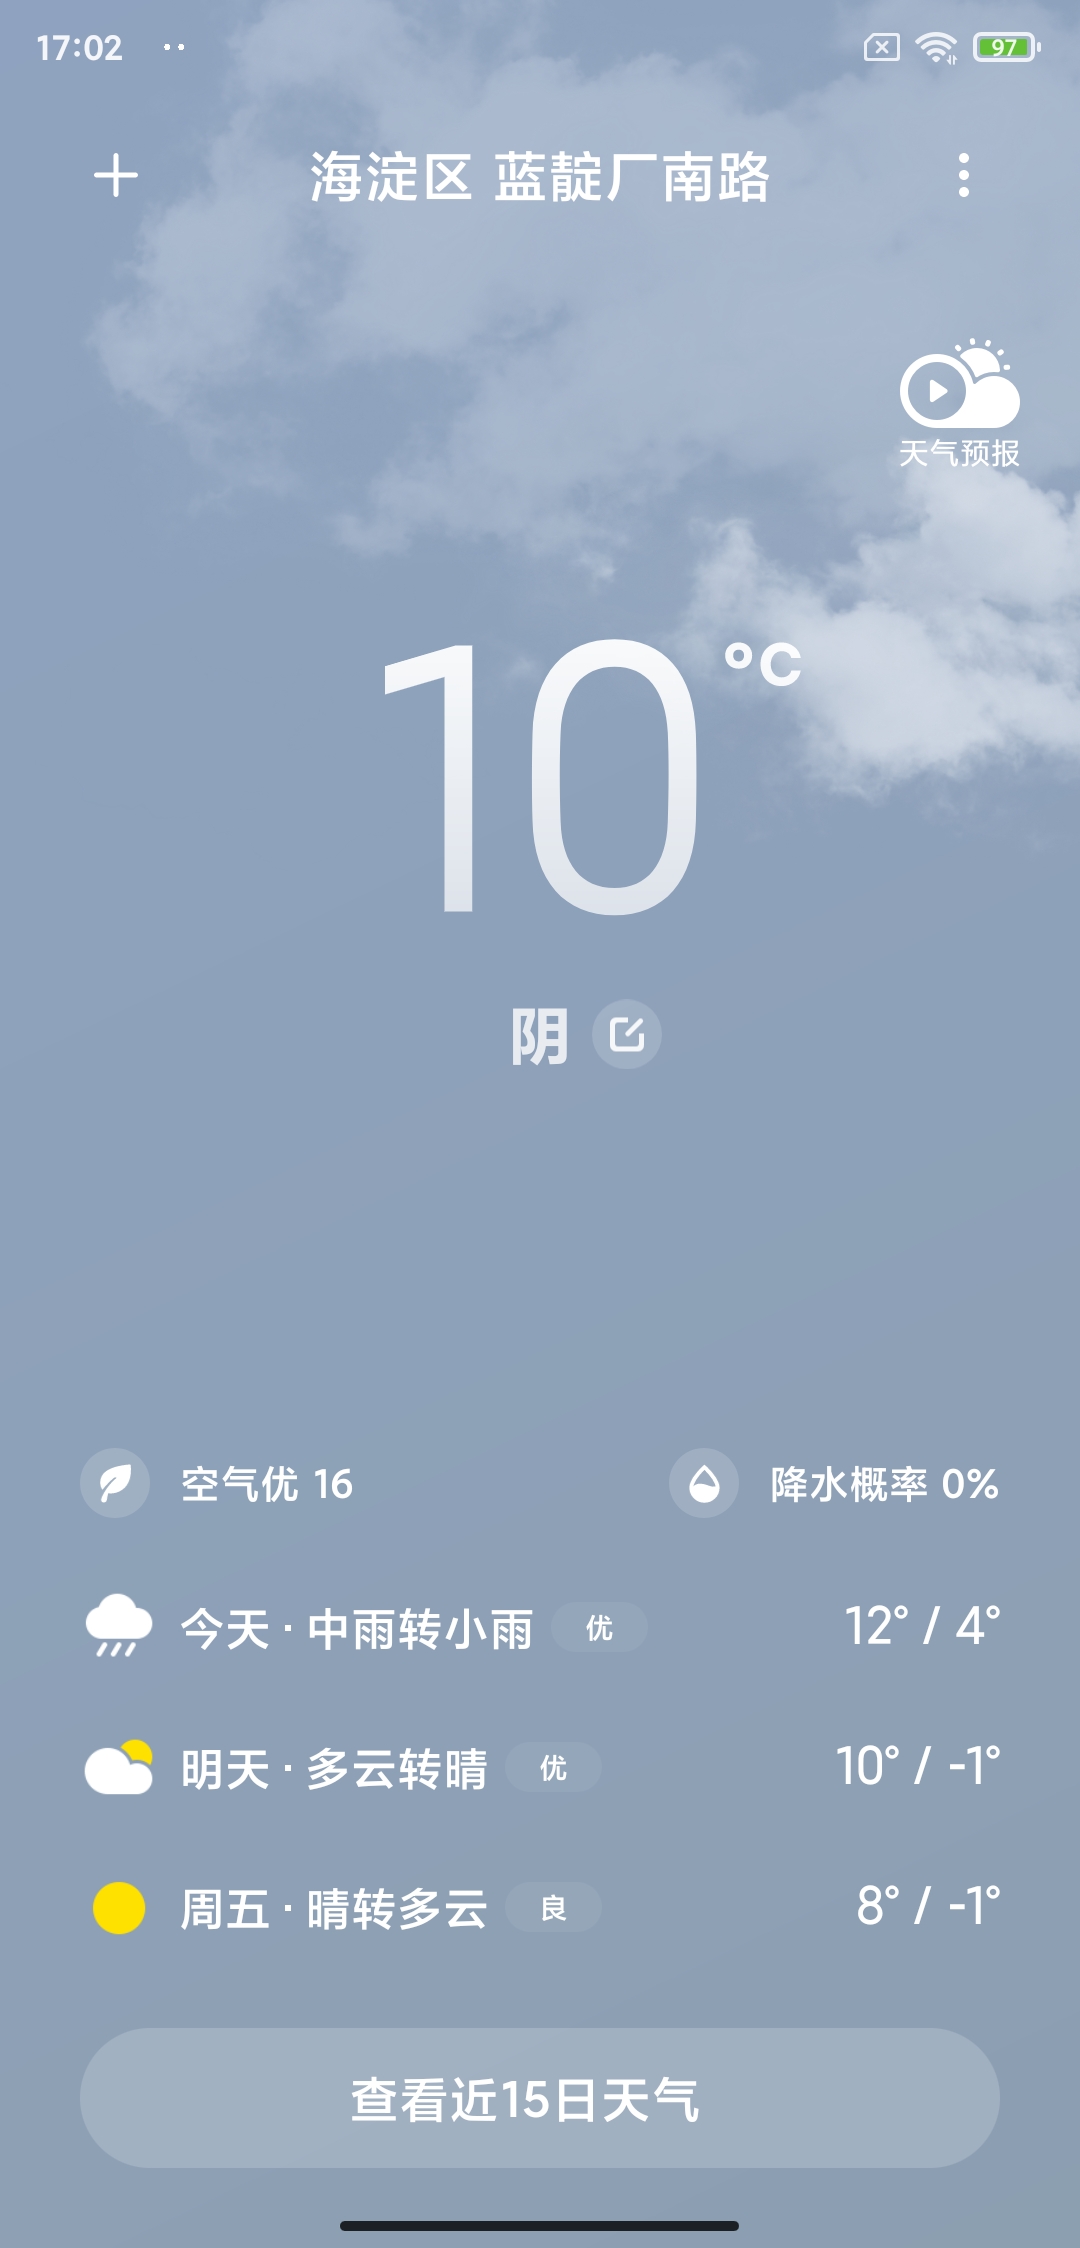 17:02
97
海淀区 蓝靛厂南路
天气预报
10°C
阴
空气优 16
降水概率 0%
今天 · 中雨转小雨 优 12° / 4°
明天 · 多云转晴 优 10° / -1°
周五 · 晴转多云 良 8° / -1°
查看近15日天气